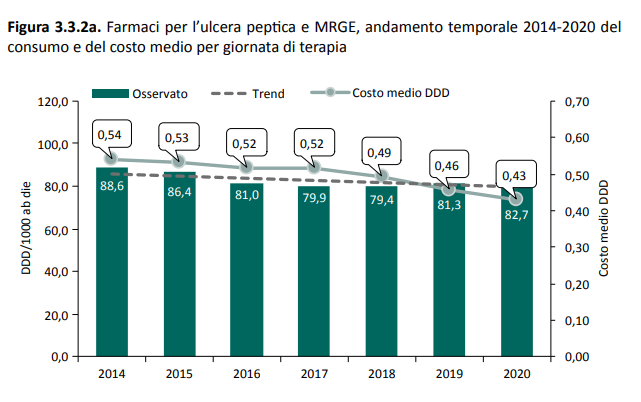 Figura 3.3.2a. Farmaci per l’ulcera peptica e MRGE, andamento temporale 2014-2020 del
consumo e del costo medio per giornata di terapia
Osservato Trend Costo medio DDD
120,0
100,0
80,0
60,0
40,0
20,0
0,0
DDD/1000 ab die
0,54 0,53 0,52 0,52 0,49 0,46 0,43
88,6 86,4 81,0 79,9 79,4 81,3 82,7
0,70
0,60
0,50
0,40
0,30
0,20
0,10
0,00
Costo medio DDD
2014 2015 2016 2017 2018 2019 2020